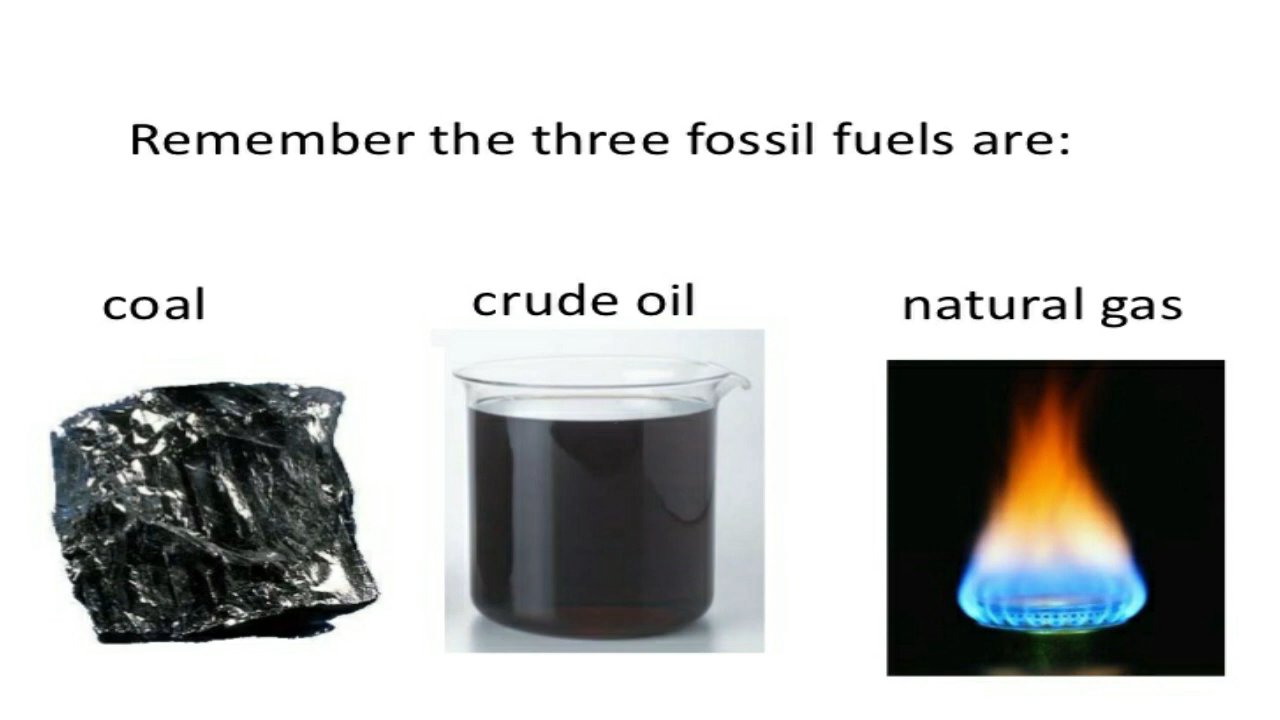 Remember the three fossil fuels are:
coal
crude oil
natural gas